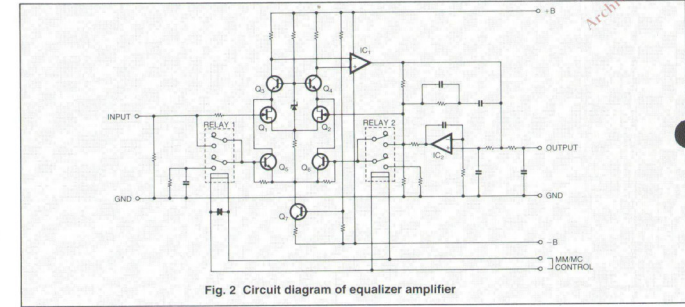 +B
Archi
IC1
Q3
Q4
INPUT
Q1
Q2
RELAY 1
RELAY 2
IC2
OUTPUT
Q5
Q6
GND
GND
Q7
−B
MM/MC
CONTROL
Fig. 2 Circuit diagram of equalizer amplifier